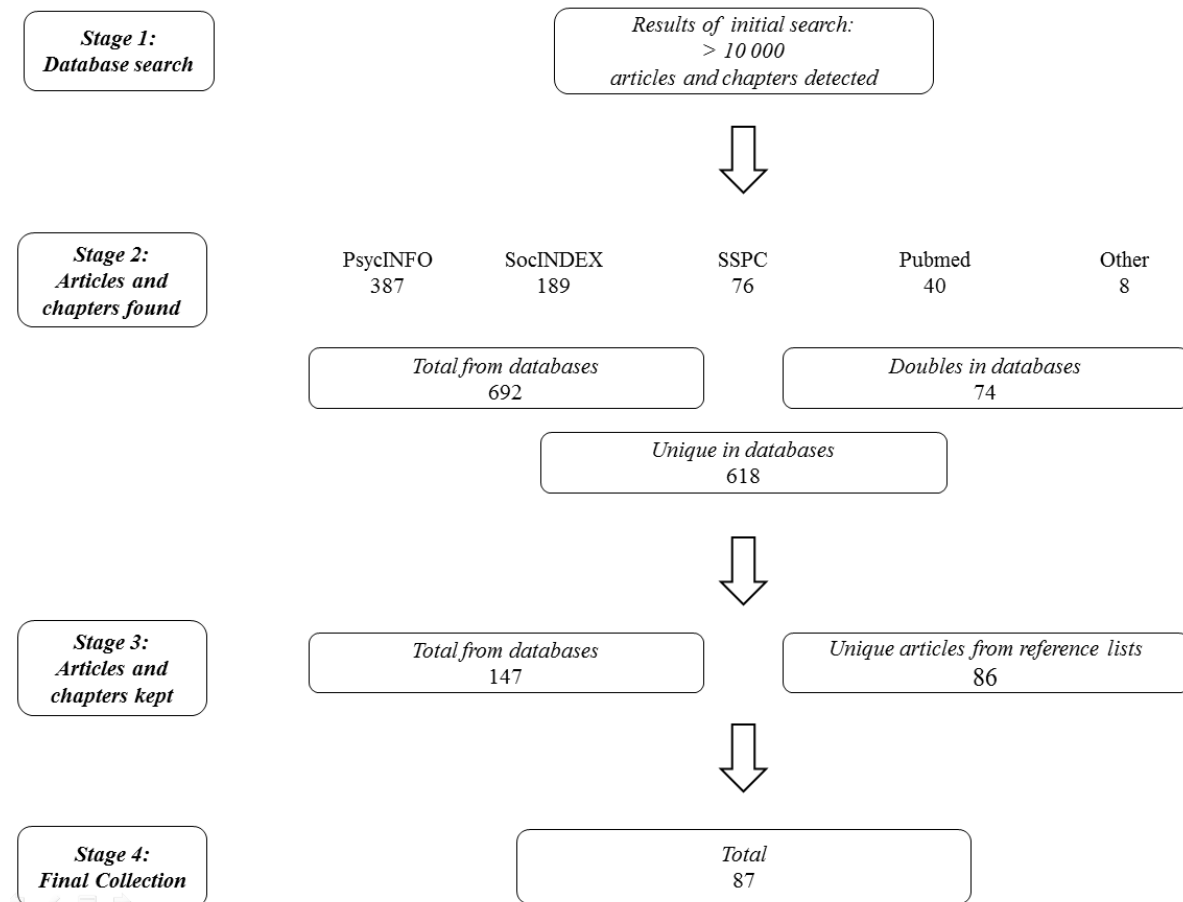 Stage 1:
Database search
Results of initial search:
> 10 000
articles and chapters detected
Stage 2:
Articles and
chapters found
PsycINFO
387
SocINDEX
189
SSPC
76
Pubmed
40
Other
8
Total from databases
692
Doubles in databases
74
Unique in databases
618
Stage 3:
Articles and
chapters kept
Total from databases
147
Unique articles from reference lists
86
Stage 4:
Final Collection
Total
87